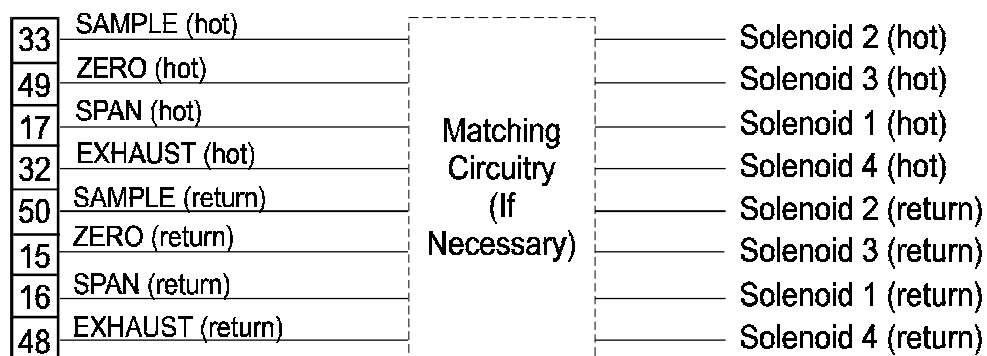 33 SAMPLE (hot) Solenoid 2 (hot)
49 ZERO (hot) Solenoid 3 (hot)
17 SPAN (hot) Solenoid 1 (hot)
32 EXHAUST (hot) Solenoid 4 (hot)
50 SAMPLE (return) Solenoid 2 (return)
15 ZERO (return) Solenoid 3 (return)
16 SPAN (return) Solenoid 1 (return)
48 EXHAUST (return) Solenoid 4 (return)
Matching
Circuitry
(If
Necessary)